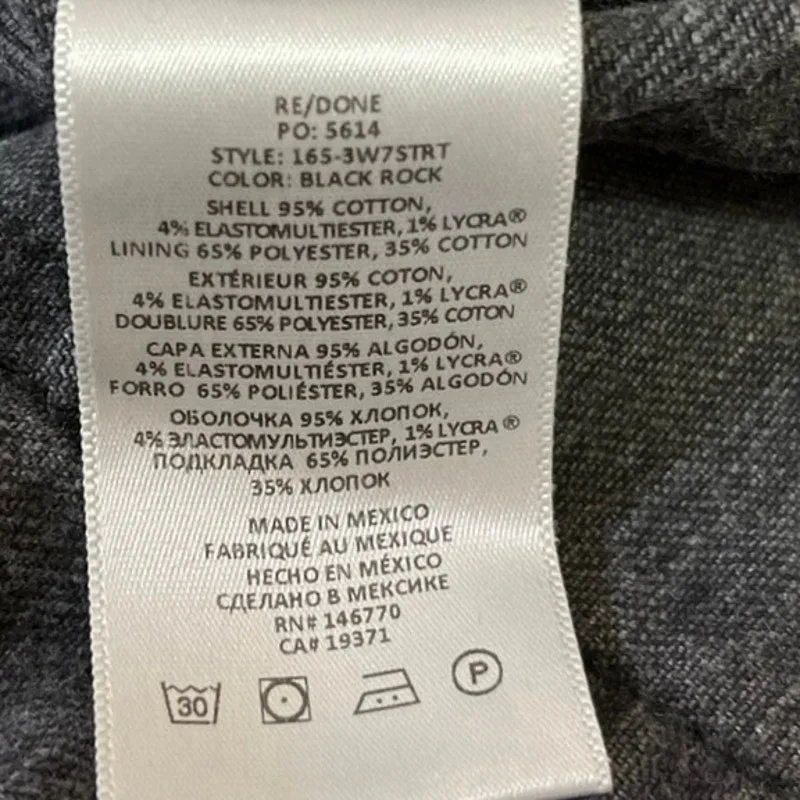 RE/DONE
PO: 5614
STYLE: 165-3W7STRT
COLOR: BLACK ROCK
SHELL 95% COTTON,
4% ELASTOMULTIESTER, 1% LYCRA®
LINING 65% POLYESTER, 35% COTTON
EXTÉRIEUR 95% COTON,
4% ELASTOMULTIESTER, 1% LYCRA®
DOUBLURE 65% POLYESTER, 35% COTON
CAPA EXTERNA 95% ALGODÓN,
4% ELASTOMULTIÉSTER, 1% LYCRA®
FORRO 65% POLIÉSTER, 35% ALGODÓN
ОБОЛОЧКА 95% ХЛОПОК,
4% ЭЛАСТОМУЛЬТИЭСТЕР, 1% LYCRA®
ПОДКЛАДКА 65% ПОЛИЭСТЕР,
35% ХЛОПОК
MADE IN MEXICO
FABRIQUÉ AU MEXIQUE
HECHO EN MÉXICO
СДЕЛАНО В МЕКСИКЕ
RN# 146770
CA# 19371
30 P